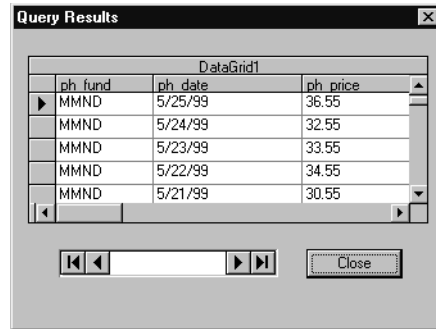 Query Results
DataGrid1
ph_fund ph_date ph_price
MMND 5/25/99 36.55
MMND 5/24/99 32.55
MMND 5/23/99 33.55
MMND 5/22/99 34.55
MMND 5/21/99 30.55
Close